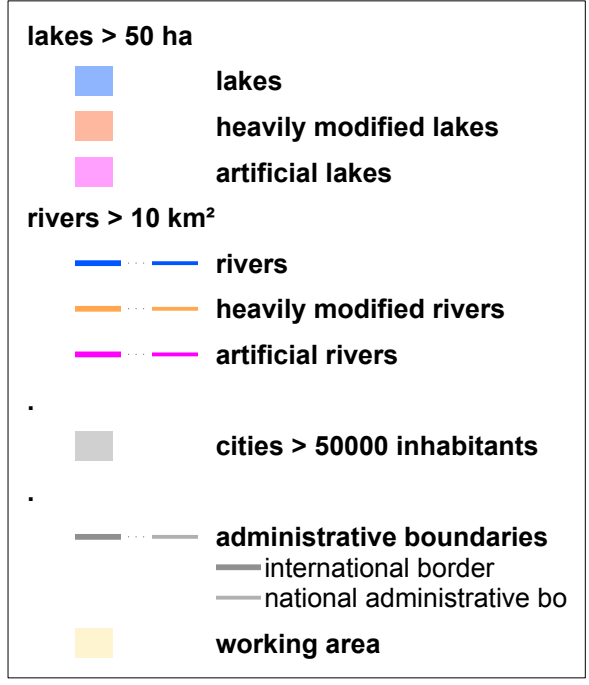 lakes > 50 ha
lakes
heavily modified lakes
artificial lakes
rivers > 10 km²
rivers
heavily modified rivers
artificial rivers
.
cities > 50000 inhabitants
.
administrative boundaries
international border
national administrative bo
working area